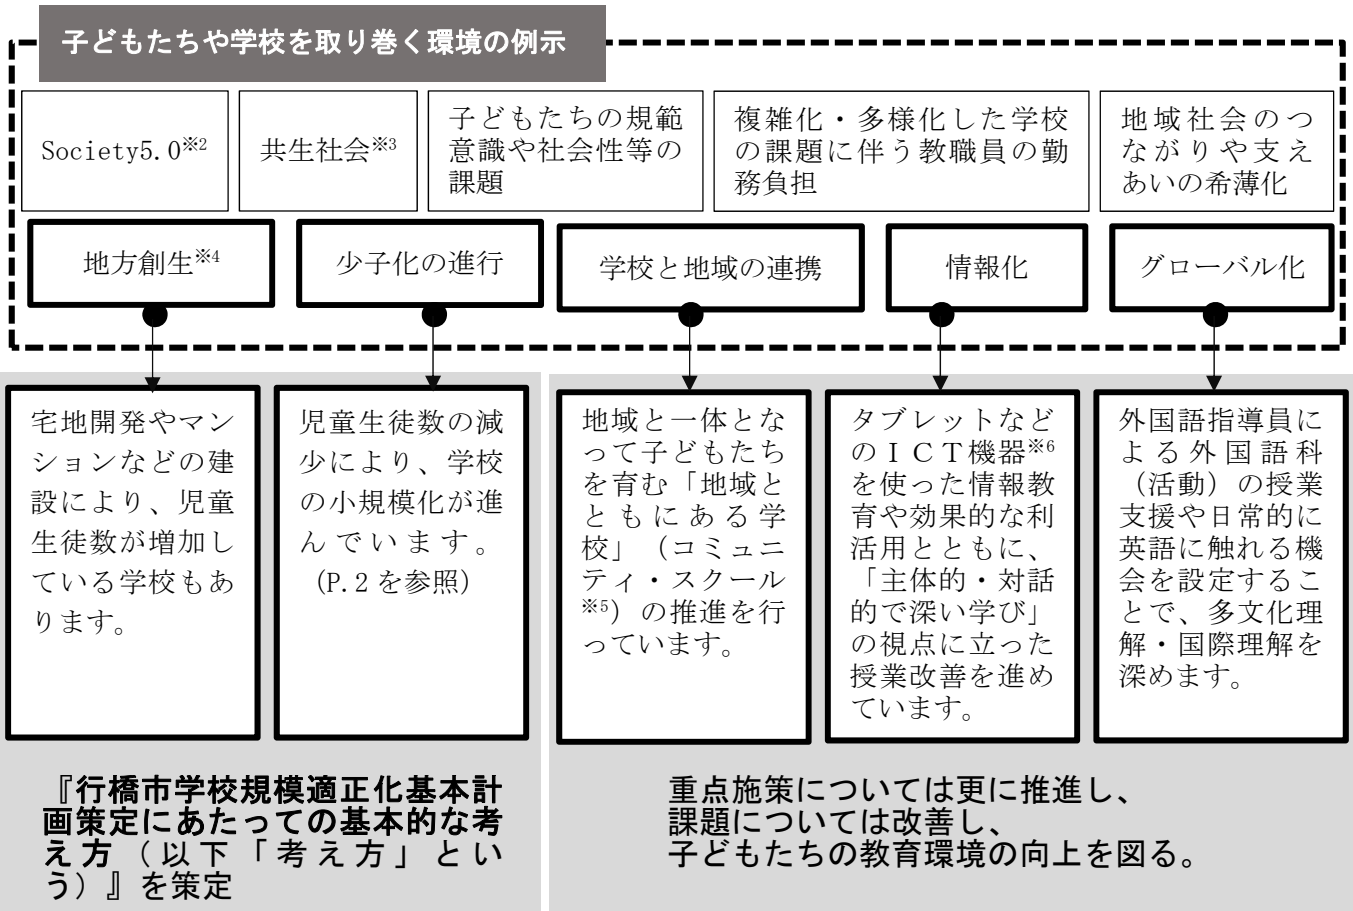 子どもたちや学校を取り巻く環境の例示
Society5.0※2
共生社会※3
子どもたちの規範
意識や社会性等の
課題
複雑化・多様化した学校
の課題に伴う教職員の勤
務負担
地域社会のつ
ながりや支え
あいの希薄化
地方創生※4
少子化の進行
学校と地域の連携
情報化
グローバル化
宅地開発やマン
ションなどの建
設により、児童
生徒数が増加し
ている学校もあ
ります。
児童生徒数の減
少により、学校
の小規模化が進
んでいます。
(P.2 を参照)
地域と一体とな
って子どもたち
を育む「地域と
ともにある学
校」（コミュニ
ティ・スクール
※5）の推進を行
っています。
タブレットなど
のＩＣＴ機器※6
を使った情報教
育や効果的な利
活用とともに、
「主体的・対話
的で深い学び」
の視点に立った
授業改善を進め
ています。
外国語指導員に
よる外国語科
（活動）の授業
支援や日常的に
英語に触れる機
会を設定するこ
とで、多文化理
解・国際理解を
深めます。
『行橋市学校規模適正化基本計
画策定にあたっての基本的な考
え方（以下「考え方」とい
う）』を策定
重点施策については更に推進し、
課題については改善し、
子どもたちの教育環境の向上を図る。